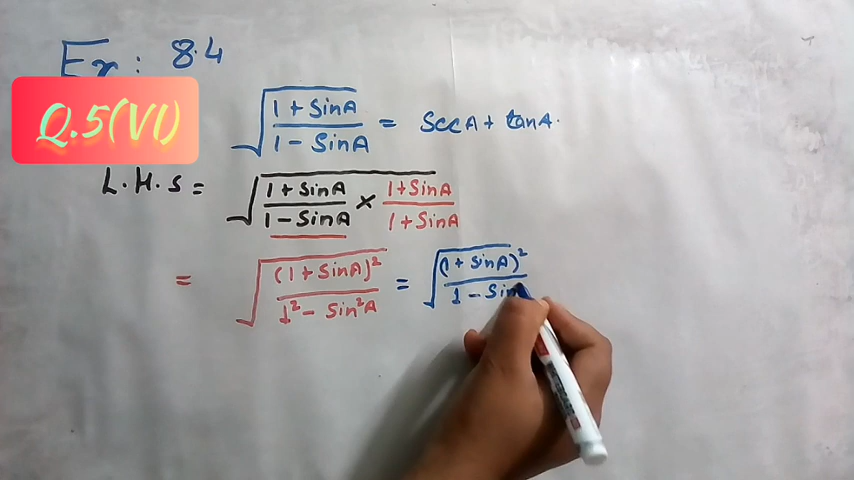 Ex: 8.4
Q.5(VI)
√((1 + SinA)/(1 - SinA)) = SecA + tanA.
L.H.S = √((1 + SinA)/(1 - SinA) × (1 + SinA)/(1 + SinA))
= √((1 + SinA)²/(1² - Sin²A)) = √((1 + SinA)²/(1 - Sin